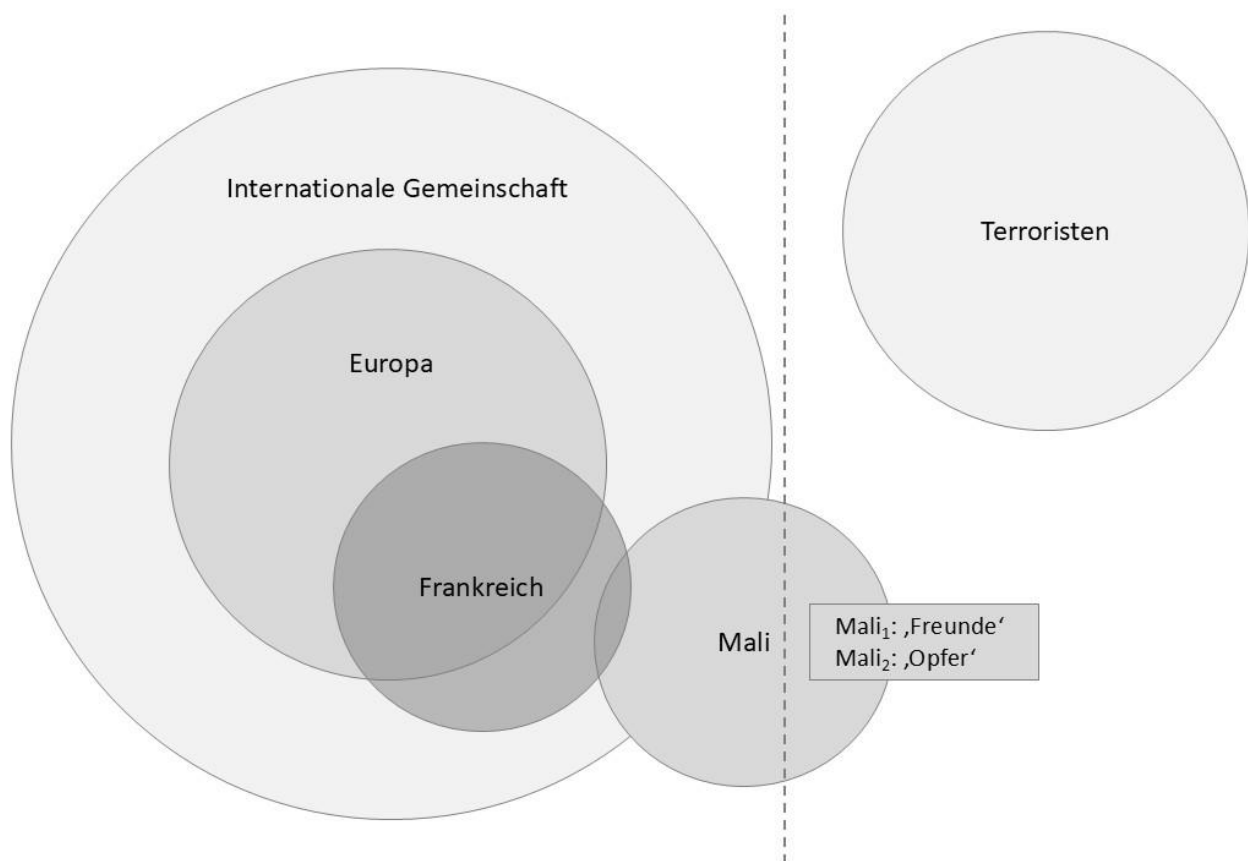 Internationale Gemeinschaft
Terroristen
Europa
Frankreich
Mali
Mali₁: ‚Freunde‘
Mali₂: ‚Opfer‘